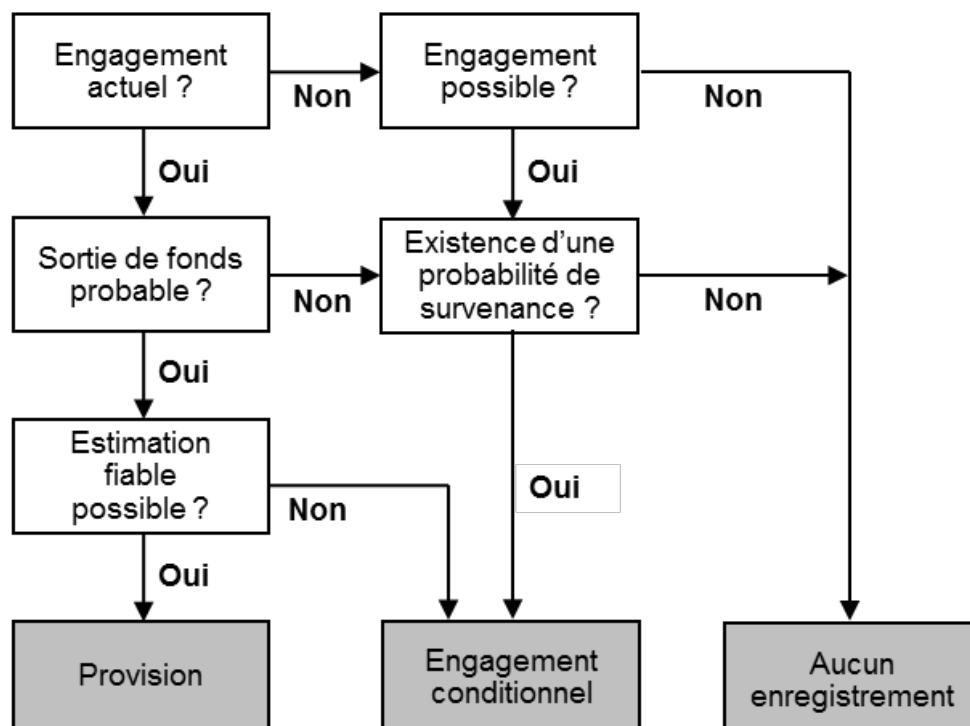 Engagement
actuel ?
Non
Engagement
possible ?
Non
Oui
Oui
Sortie de fonds
probable ?
Non
Existence d'une
probabilité de
survenance ?
Non
Oui
Estimation
fiable
possible ?
Non
Oui
Oui
Provision
Engagement
conditionnel
Aucun
enregistrement